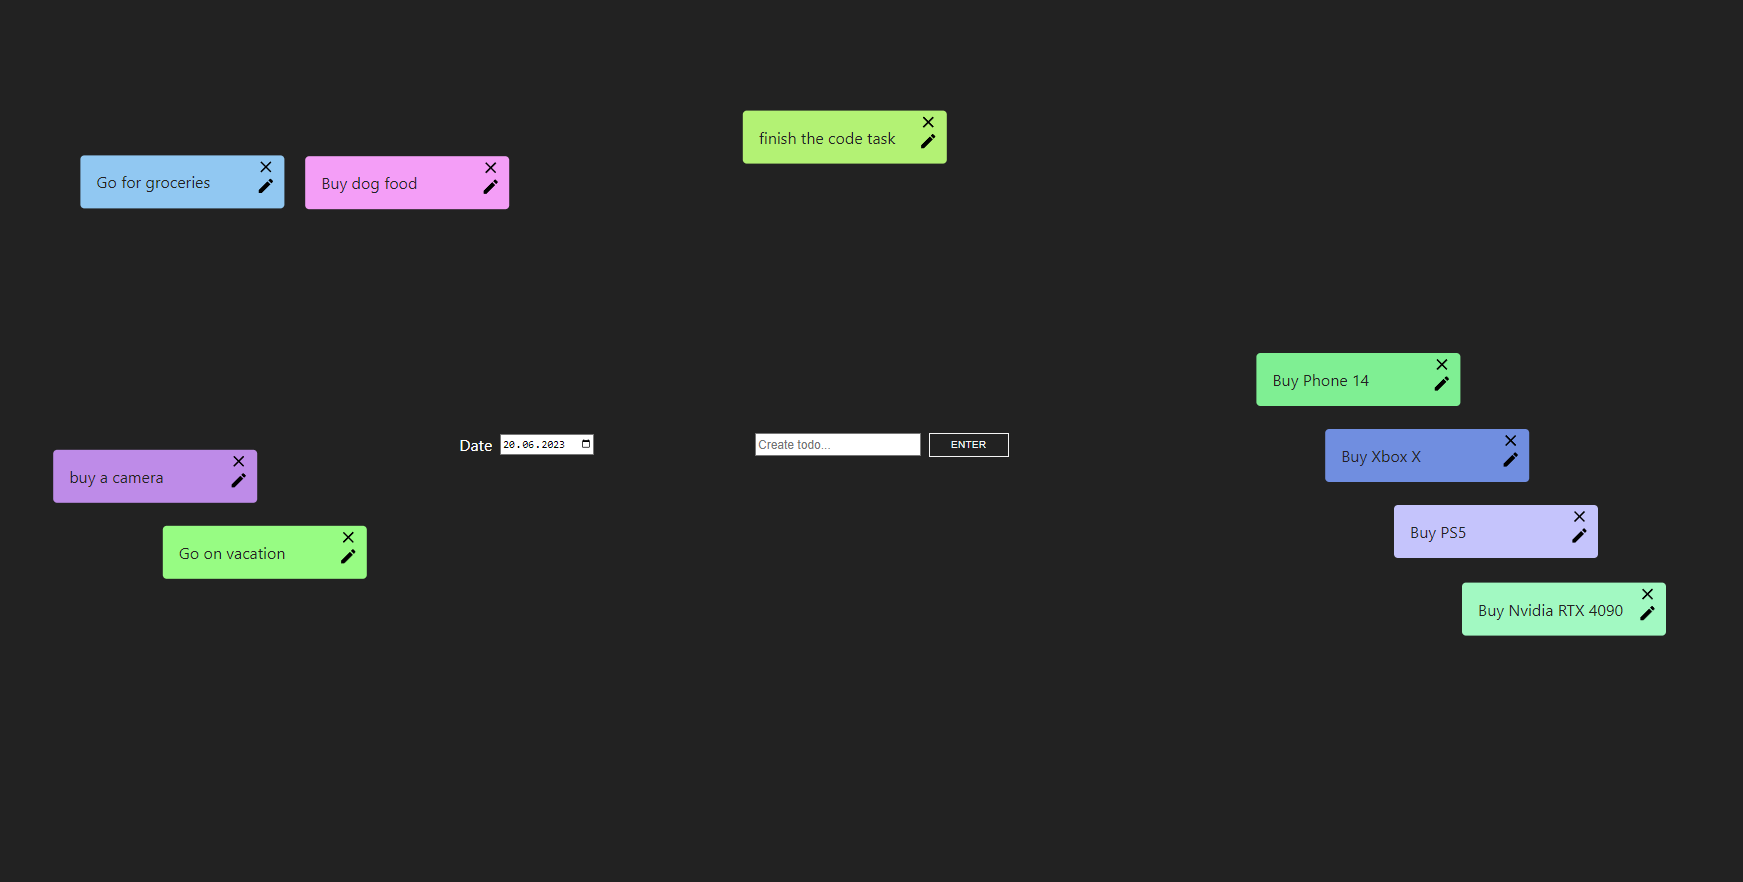 finish the code task
Go for groceries
Buy dog food
Buy Phone 14
Date 20.06.2023
Create todo...
ENTER
Buy Xbox X
buy a camera
Buy PS5
Go on vacation
Buy Nvidia RTX 4090